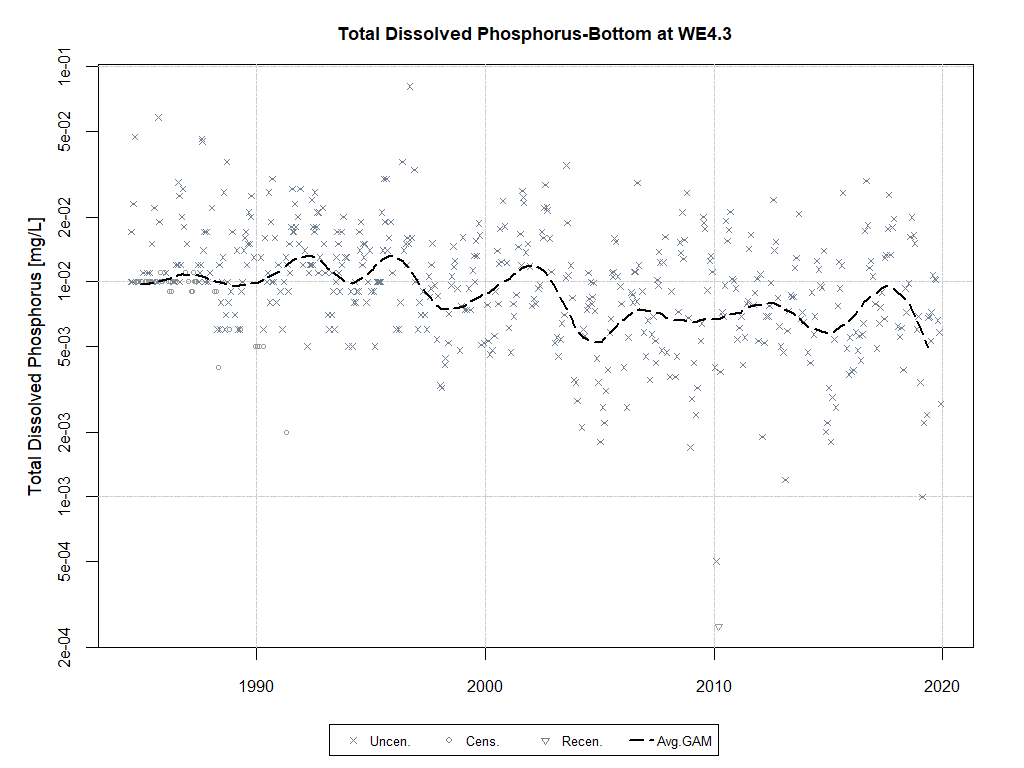 Total Dissolved Phosphorus-Bottom at WE4.3
Total Dissolved Phosphorus [mg/L]
1e-01
5e-02
2e-02
1e-02
5e-03
2e-03
1e-03
5e-04
2e-04
1990 2000 2010 2020
Uncen. Cens. Recen. Avg.GAM